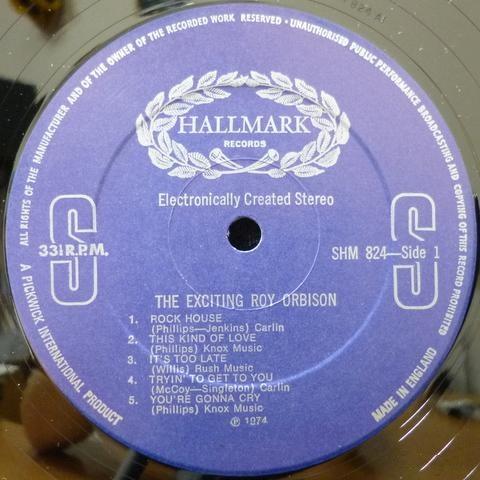 ALL RIGHTS OF THE MANUFACTURER AND OF THE OWNER OF THE RECORDED WORK RESERVED · UNAUTHORISED PUBLIC PERFORMANCE BROADCASTING AND COPYING OF THIS RECORD PROHIBITED
HALLMARK
RECORDS
Electronically Created Stereo
S
S
33⅓ R.P.M.
SHM 824—Side 1
THE EXCITING ROY ORBISON
1. ROCK HOUSE
(Phillips—Jenkins) Carlin
2. THIS KIND OF LOVE
(Phillips) Knox Music
3. IT'S TOO LATE
(Willis) Rush Music
4. TRYIN' TO GET TO YOU
(McCoy—Singleton) Carlin
5. YOU'RE GONNA CRY
(Phillips) Knox Music
℗ 1974
A PICKWICK INTERNATIONAL PRODUCT
MADE IN ENGLAND